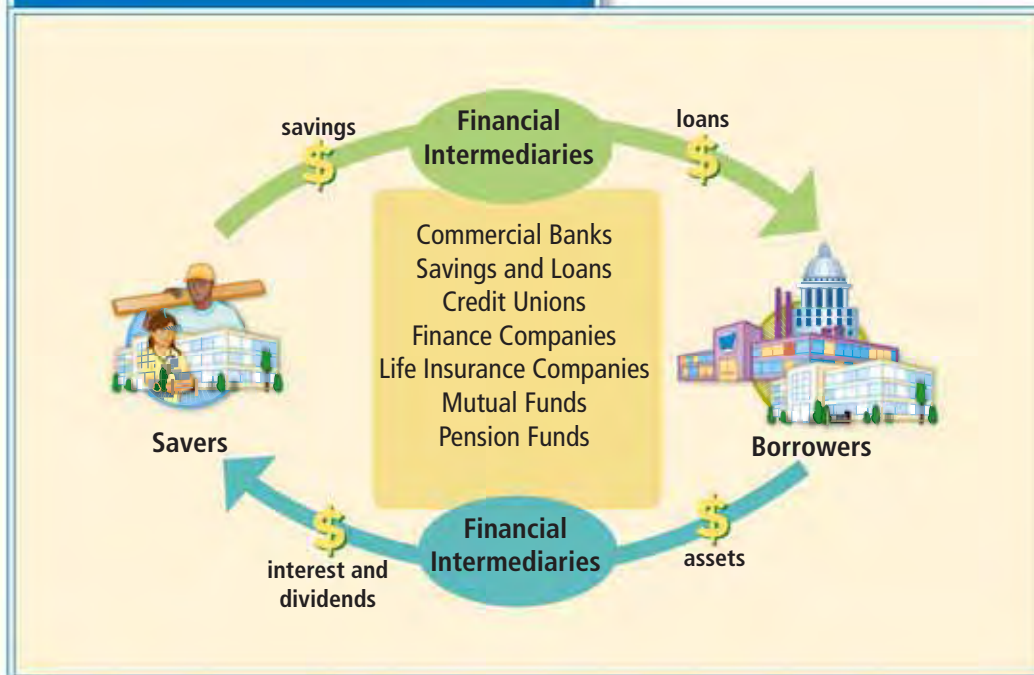 savings
Financial
Intermediaries
loans
Commercial Banks
Savings and Loans
Credit Unions
Finance Companies
Life Insurance Companies
Mutual Funds
Pension Funds
Savers
Borrowers
Financial
Intermediaries
interest and
dividends
assets